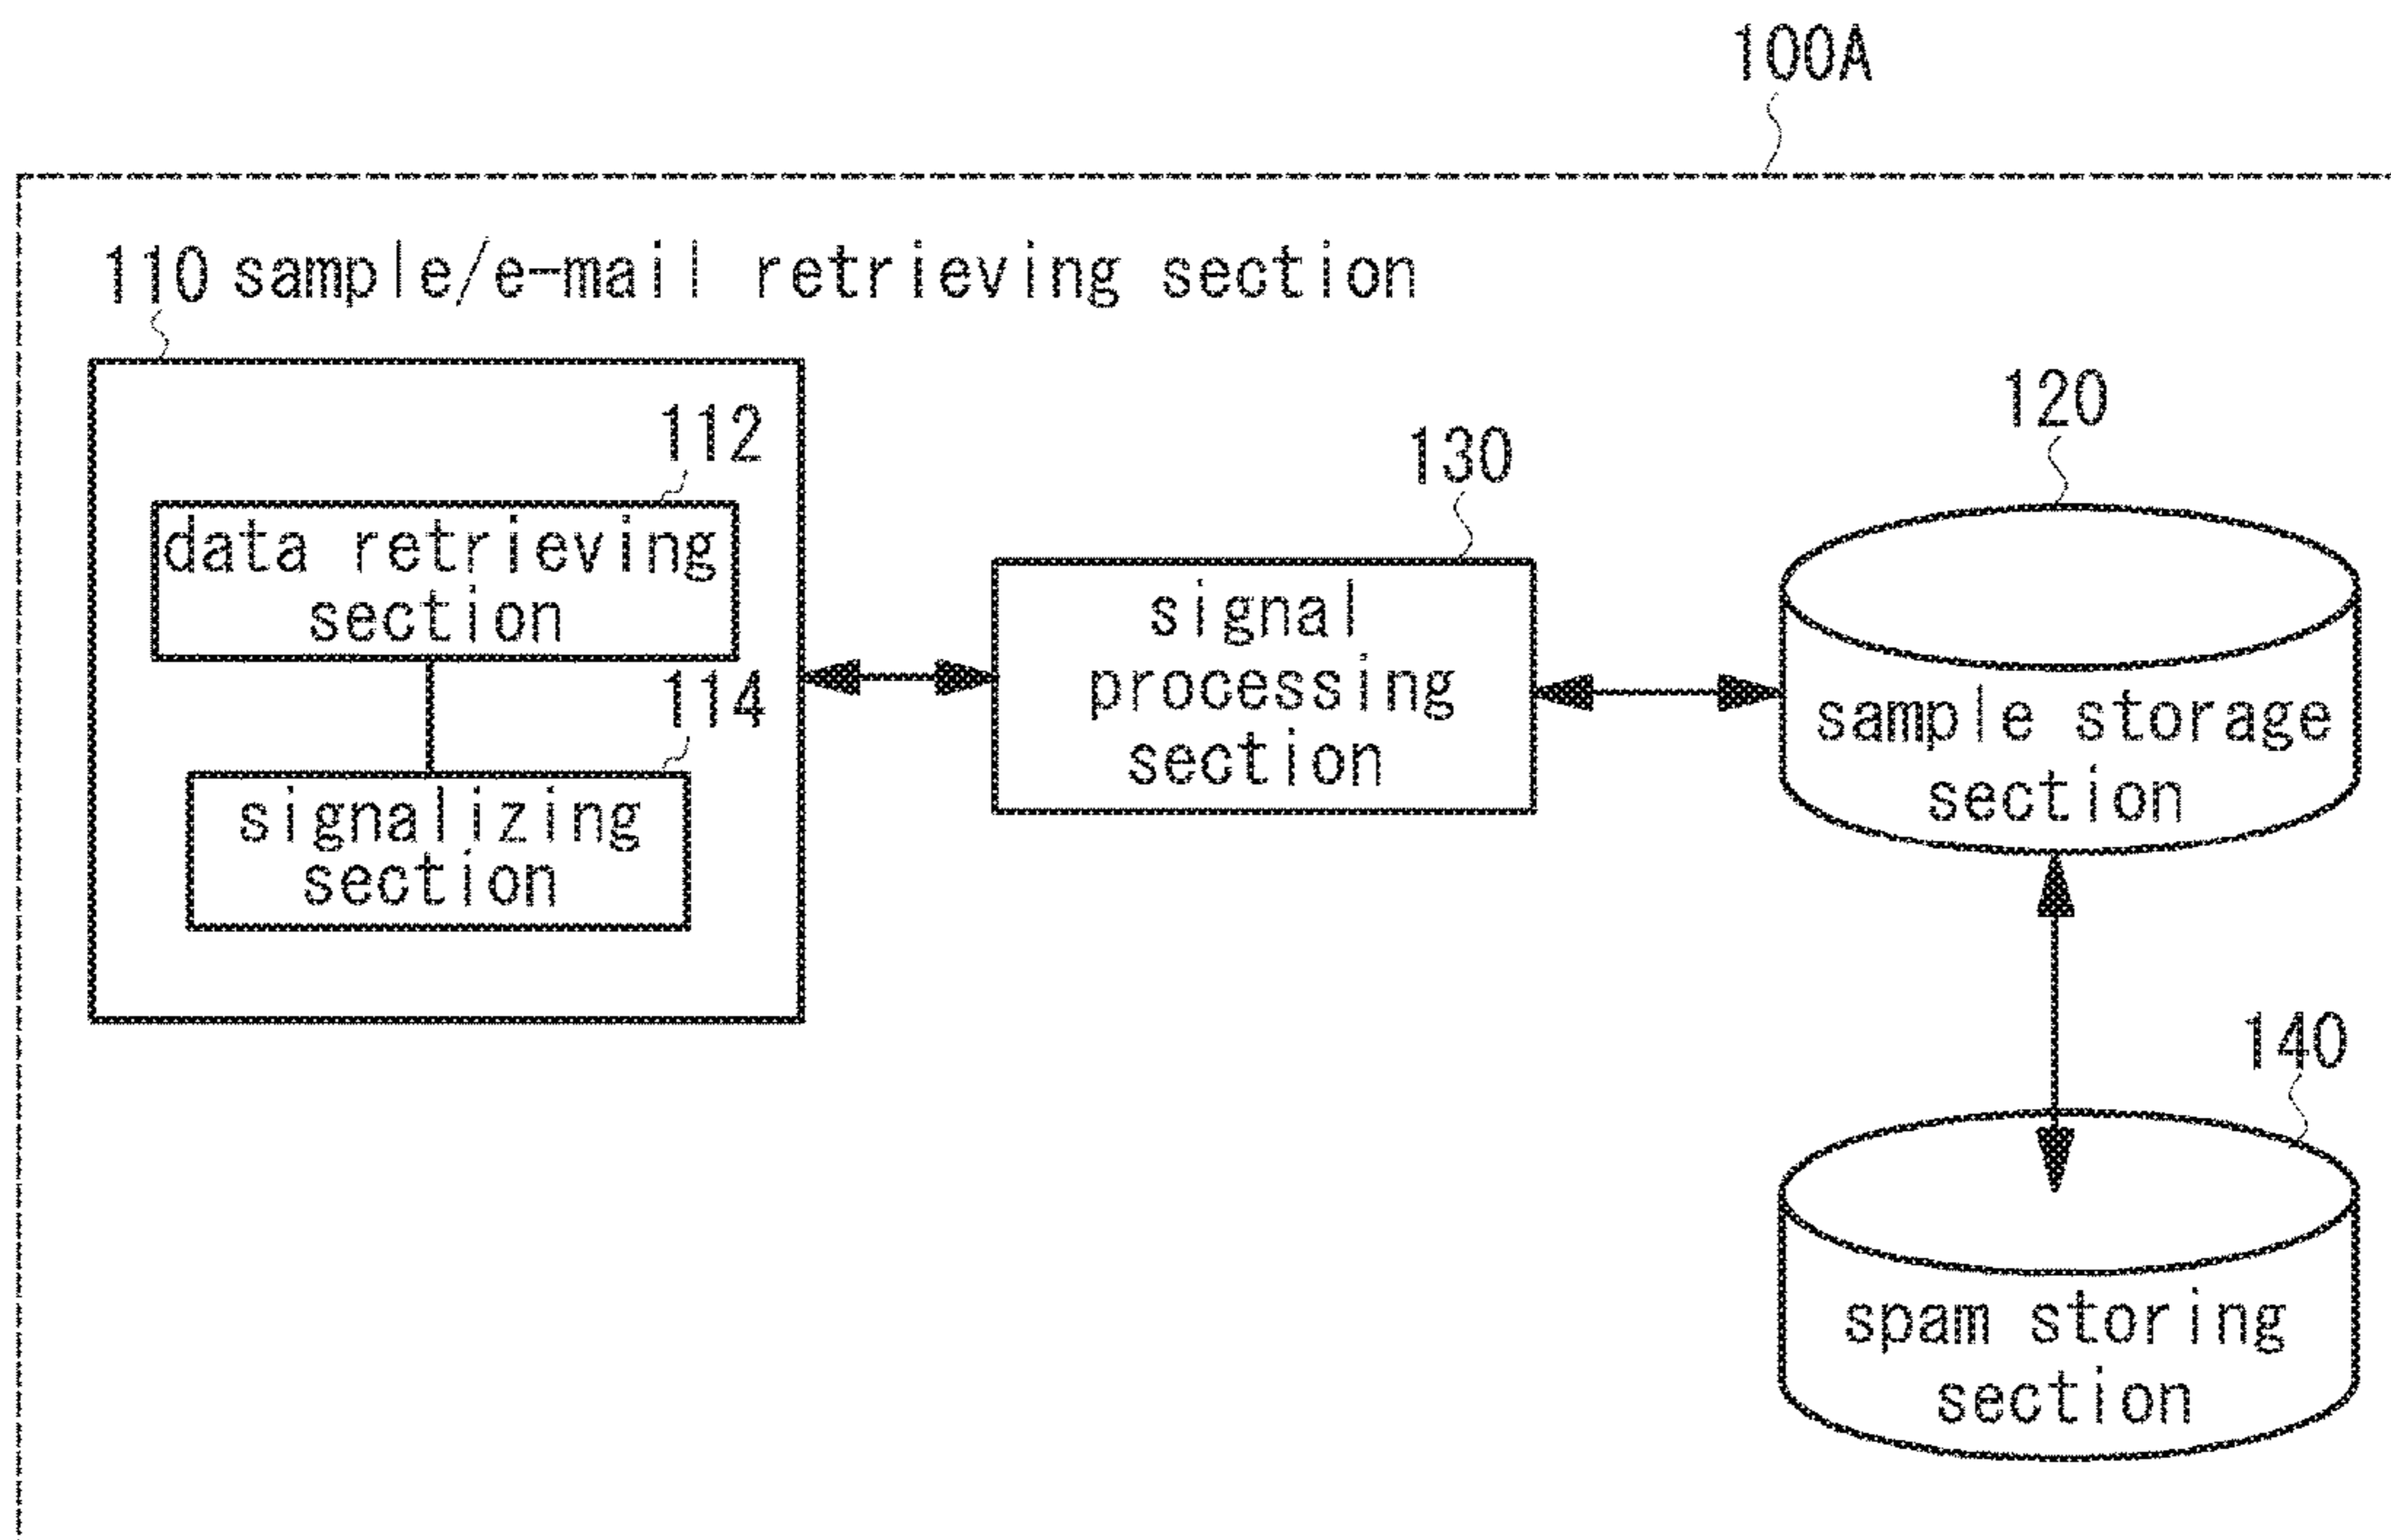 100A
110 sample/e-mail retrieving section
112
data retrieving
section
114
signalizing
section
130
signal
processing
section
120
sample storage
section
140
spam storing
section